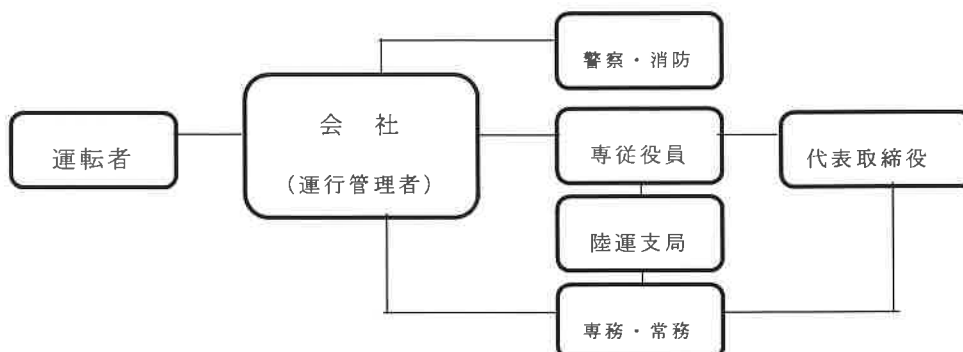 警察・消防
会　社
（運行管理者）
運転者
専従役員
代表取締役
陸運支局
専務・常務